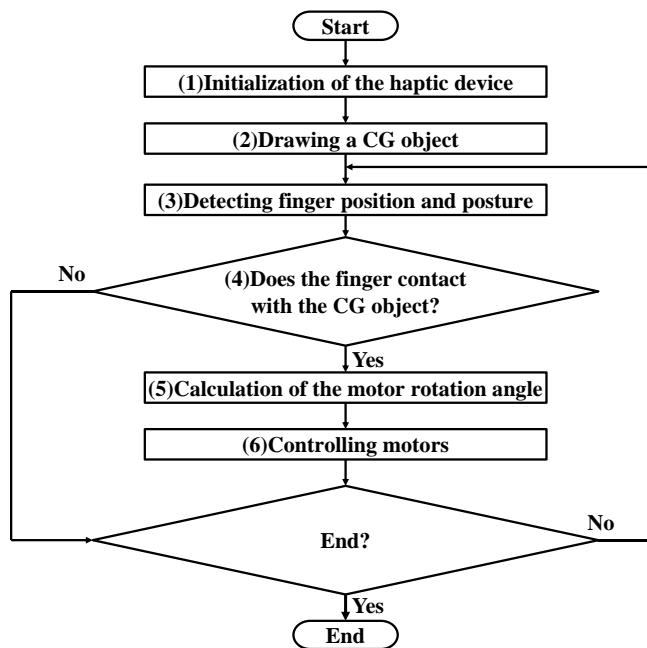 Start
(1)Initialization of the haptic device
(2)Drawing a CG object
(3)Detecting finger position and posture
No
(4)Does the finger contact
with the CG object?
Yes
(5)Calculation of the motor rotation angle
(6)Controlling motors
No
End?
Yes
End